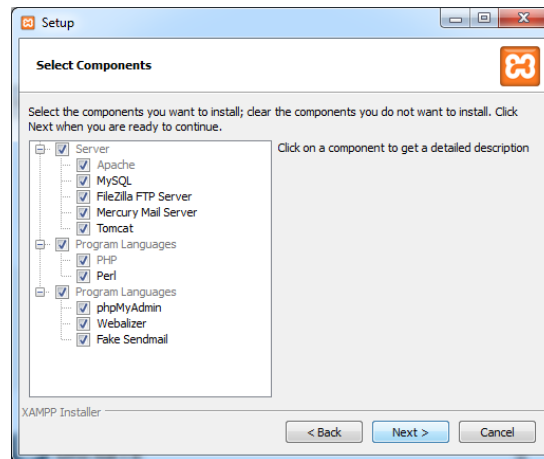 Setup
Select Components
Select the components you want to install; clear the components you do not want to install. Click
Next when you are ready to continue.
Server
Apache
MySQL
FileZilla FTP Server
Mercury Mail Server
Tomcat
Program Languages
PHP
Perl
Program Languages
phpMyAdmin
Webalizer
Fake Sendmail
Click on a component to get a detailed description
XAMPP Installer
< Back
Next >
Cancel